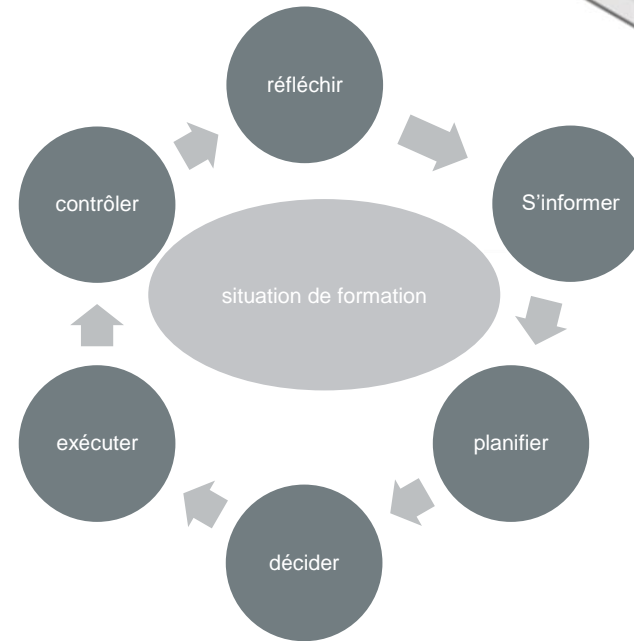 réfléchir
S'informer
planifier
décider
exécuter
contrôler
situation de formation